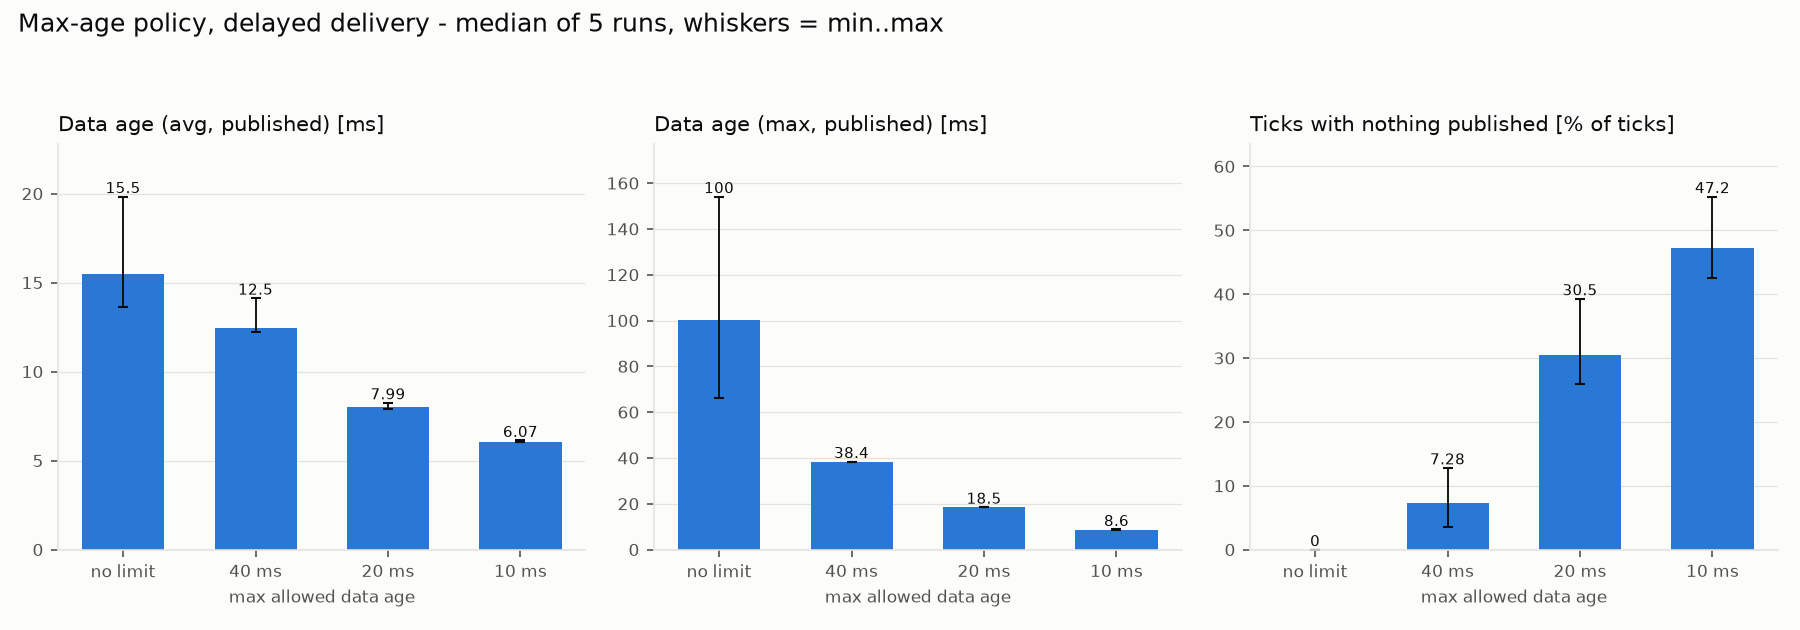 Max-age policy, delayed delivery - median of 5 runs, whiskers = min..max
Data age (avg, published) [ms]
20
15
10
5
0
15.5
12.5
7.99
6.07
no limit
40 ms
20 ms
10 ms
max allowed data age
Data age (max, published) [ms]
160
140
120
100
80
60
40
20
0
100
38.4
18.5
8.6
no limit
40 ms
20 ms
10 ms
max allowed data age
Ticks with nothing published [% of ticks]
60
50
40
30
20
10
0
0
7.28
30.5
47.2
no limit
40 ms
20 ms
10 ms
max allowed data age